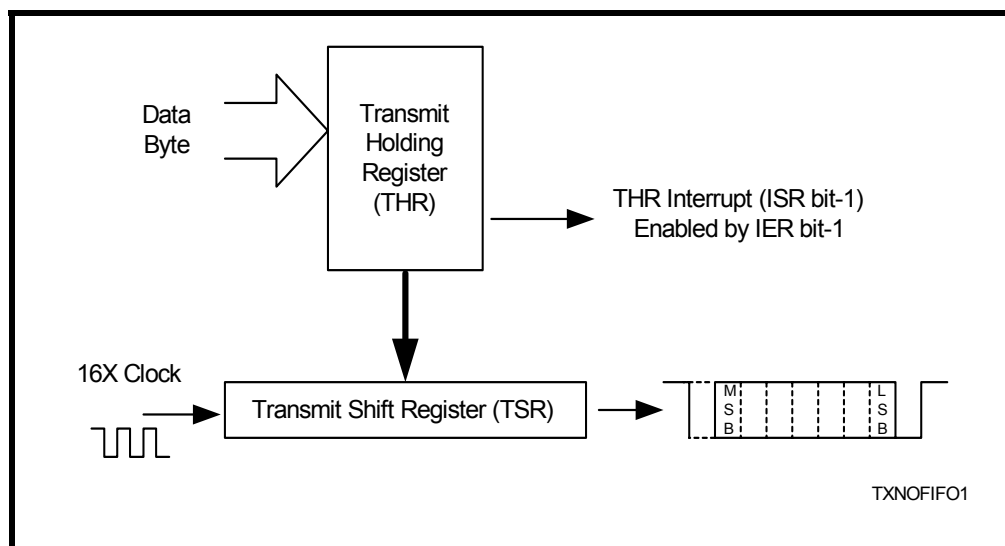 Data
Byte
Transmit
Holding
Register
(THR)
THR Interrupt (ISR bit-1)
Enabled by IER bit-1
16X Clock
Transmit Shift Register (TSR)
M
S
B
L
S
B
TXNOFIFO1